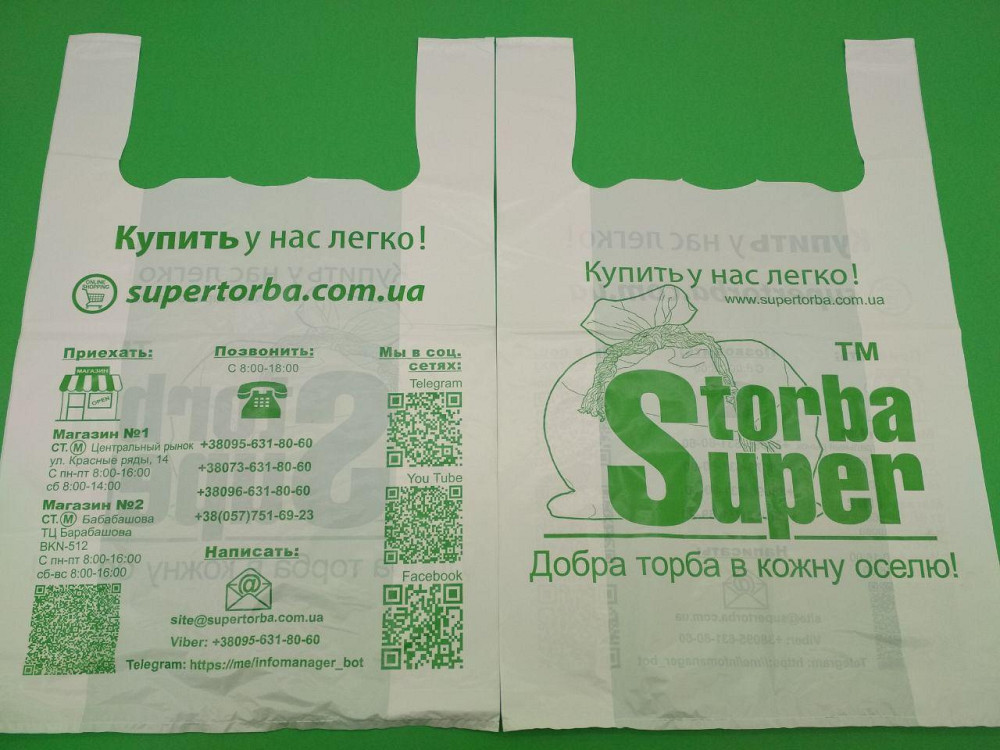 Купить у нас легко!
ONLINE
SHOPPING
supertorba.com.ua
Приехать:
МАГАЗИН
OPEN
Магазин №1
СТ. М Центральный рынок
ул. Красные ряды, 14
С пн-пт 8:00-16:00
сб 8:00-14:00
Магазин №2
СТ. М Бабабашова
ТЦ Барабашова
BKN-512
С пн-пт 8:00-16:00
сб-вс 8:00-16:00
Позвонить:
С 8:00-18:00
+38095-631-80-60
+38073-631-80-60
+38096-631-80-60
+38(057)751-69-23
Написать:
@
site@supertorba.com.ua
Viber: +38095-631-80-60
Telegram: https://me/infomanager_bot
Мы в соц.
сетях:
Telegram
You Tube
Facebook
Купить у нас легко!
www.supertorba.com.ua
TM
Storba
Super
Добра торба в кожну оселю!